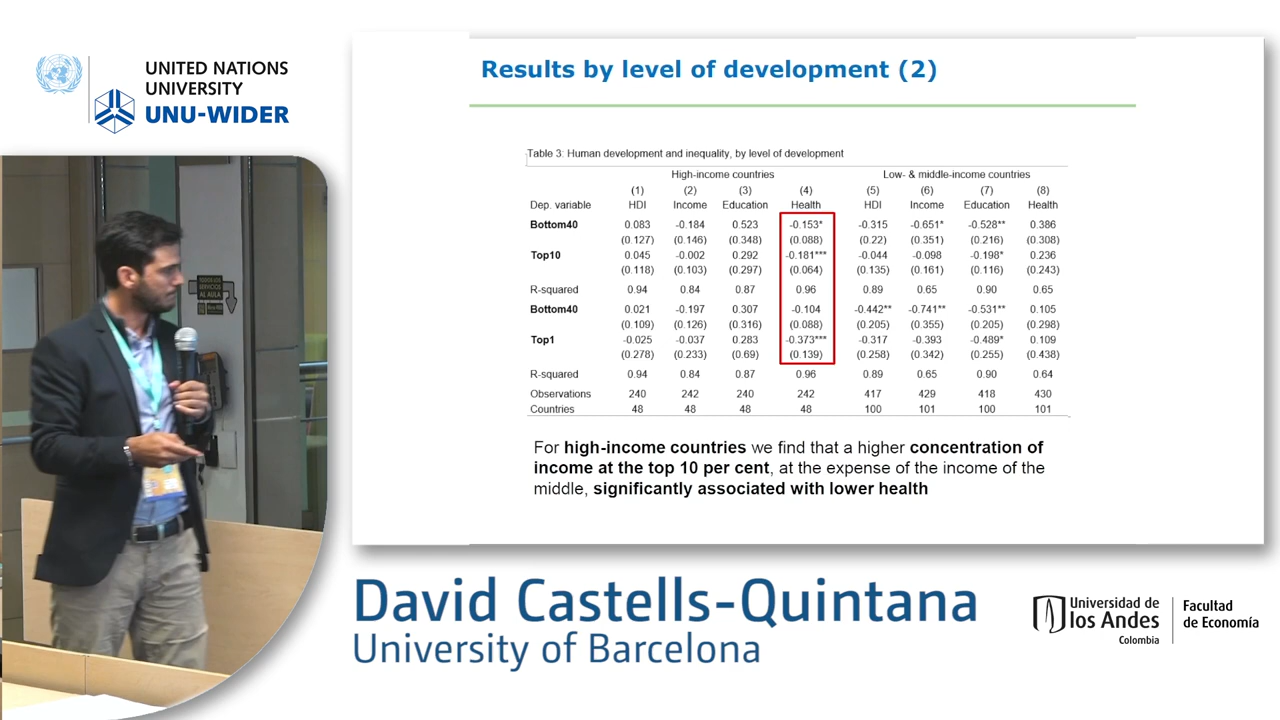 UNITED NATIONS
UNIVERSITY
UNU-WIDER
Results by level of development (2)
Table 3: Human development and inequality, by level of development
High-income countries Low- & middle-income countries
(1) (2) (3) (4) (5) (6) (7) (8)
Dep. variable HDI Income Education Health HDI Income Education Health
Bottom40 0.083 -0.184 0.523 -0.153* -0.315 -0.651* -0.528** 0.386
(0.127) (0.146) (0.348) (0.088) (0.22) (0.351) (0.216) (0.308)
Top10 0.045 -0.002 0.292 -0.181*** -0.044 -0.098 -0.198* 0.236
(0.118) (0.103) (0.297) (0.064) (0.135) (0.161) (0.116) (0.243)
R-squared 0.94 0.84 0.87 0.96 0.89 0.65 0.90 0.65
Bottom40 0.021 -0.197 0.307 -0.104 -0.442** -0.741** -0.531** 0.105
(0.109) (0.126) (0.316) (0.088) (0.205) (0.355) (0.205) (0.298)
Top1 -0.025 -0.037 0.283 -0.373*** -0.317 -0.393 -0.489* 0.109
(0.278) (0.233) (0.69) (0.139) (0.258) (0.342) (0.255) (0.438)
R-squared 0.94 0.84 0.87 0.96 0.89 0.65 0.90 0.64
Observations 240 242 240 242 417 429 418 430
Countries 48 48 48 48 100 101 100 101
For high-income countries we find that a higher concentration of
income at the top 10 per cent, at the expense of the income of the
middle, significantly associated with lower health
TODOS LOS
SERVICIOS
AL AULA
David Castells-Quintana
University of Barcelona
Universidad de
los Andes
Colombia
Facultad
de Economía